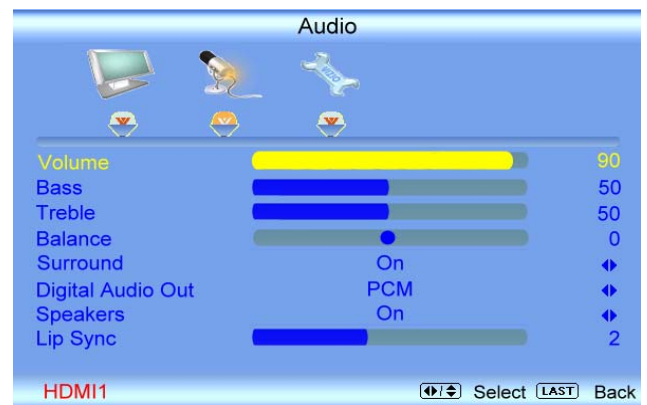 Audio
VIZIO
Volume 90
Bass 50
Treble 50
Balance 0
Surround On
Digital Audio Out PCM
Speakers On
Lip Sync 2
HDMI1 Select LAST Back